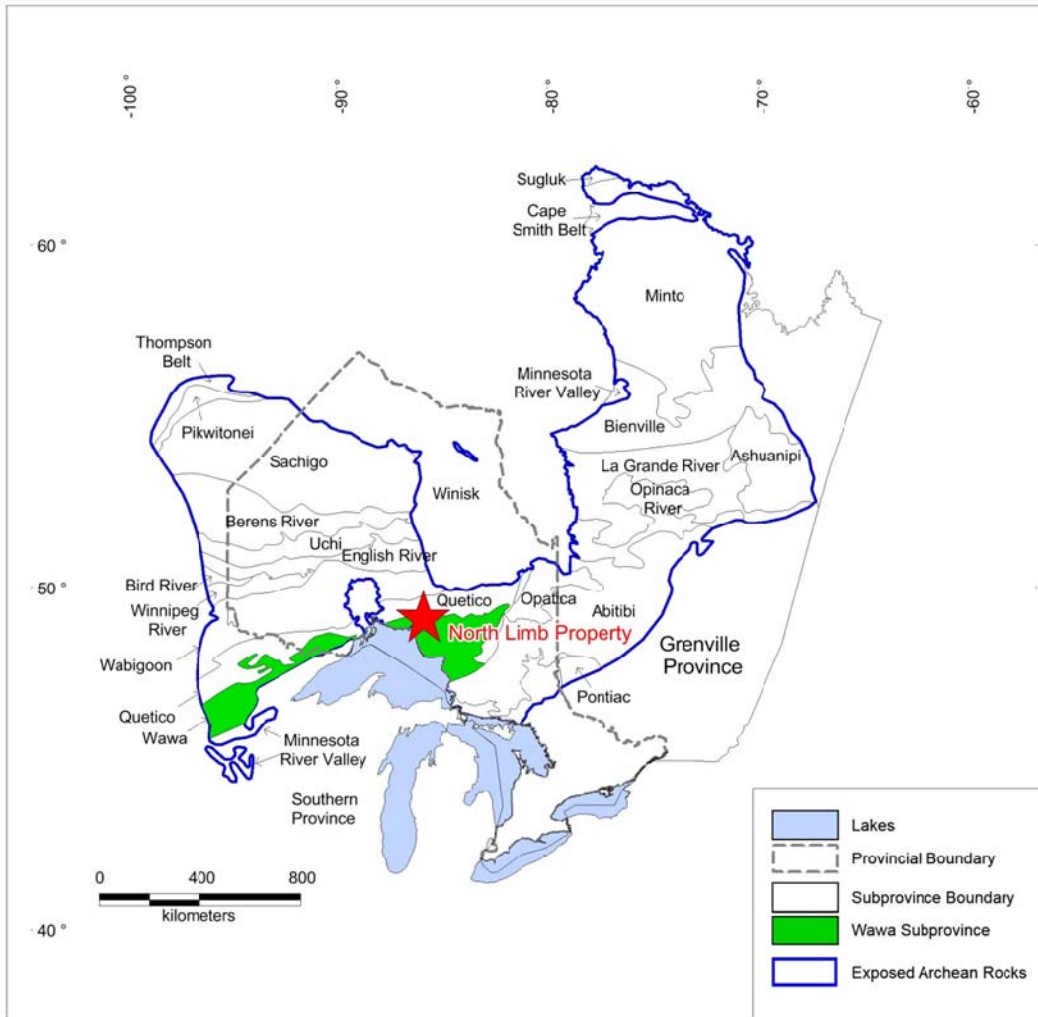 -100 °
-90 °
-80 °
-70 °
-60 °
Sugluk
Cape
Smith Belt
60 °
Minto
Thompson
Belt
Minnesota
River Valley
Pikwitonei
Bienville
Sachigo
La Grande River
Ashuanipi
Winisk
Opinaca
River
Berens River
Uchi
English River
Bird River
50 °
Quetico
Opatica
Abitibi
Winnipeg
River
North Limb Property
Grenville
Province
Wabigoon
Pontiac
Quetico
Wawa
Minnesota
River Valley
Southern
Province
0 400 800
kilometers
40 °
Lakes
Provincial Boundary
Subprovince Boundary
Wawa Subprovince
Exposed Archean Rocks